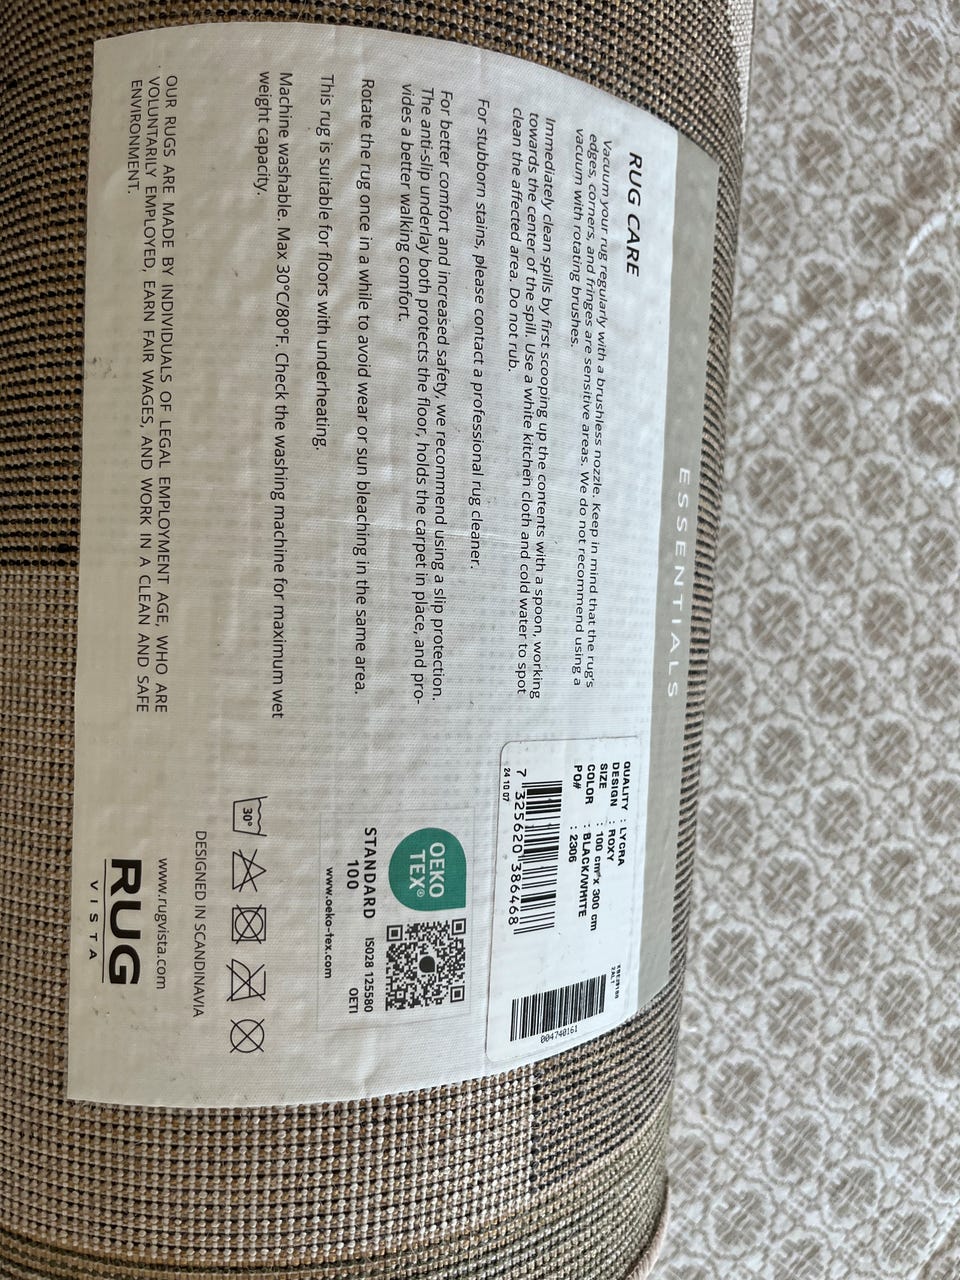 ESSENTIALS
RUG CARE
Vacuum your rug regularly with a brushless nozzle. Keep in mind that the rug's
edges, corners, and fringes are sensitive areas. We do not recommend using a
vacuum with rotating brushes.
Immediately clean spills by first scooping up the contents with a spoon, working
towards the center of the spill. Use a white kitchen cloth and cold water to spot
clean the affected area. Do not rub.
For stubborn stains, please contact a professional rug cleaner.
For better comfort and increased safety, we recommend using a slip protection.
The anti-slip underlay both protects the floor, holds the carpet in place, and pro-
vides a better walking comfort.
Rotate the rug once in a while to avoid wear or sun bleaching in the same area.
This rug is suitable for floors with underheating.
Machine washable. Max 30°C/80°F. Check the washing machine for maximum wet
weight capacity.
OUR RUGS ARE MADE BY INDIVIDUALS OF LEGAL EMPLOYMENT AGE, WHO ARE
VOLUNTARILY EMPLOYED, EARN FAIR WAGES, AND WORK IN A CLEAN AND SAFE
ENVIRONMENT.
QUALITY : LYCRA
DESIGN : ROXY
SIZE : 100 cm x 300 cm
COLOR : BLACK/WHITE
PO# : 2306
7 325620 386468
24 10 07
004740161
OEKO
TEX®
STANDARD
100
IS028 125580
OETI
www.oeko-tex.com
30°
DESIGNED IN SCANDINAVIA
www.rugvista.com
RUG
VISTA